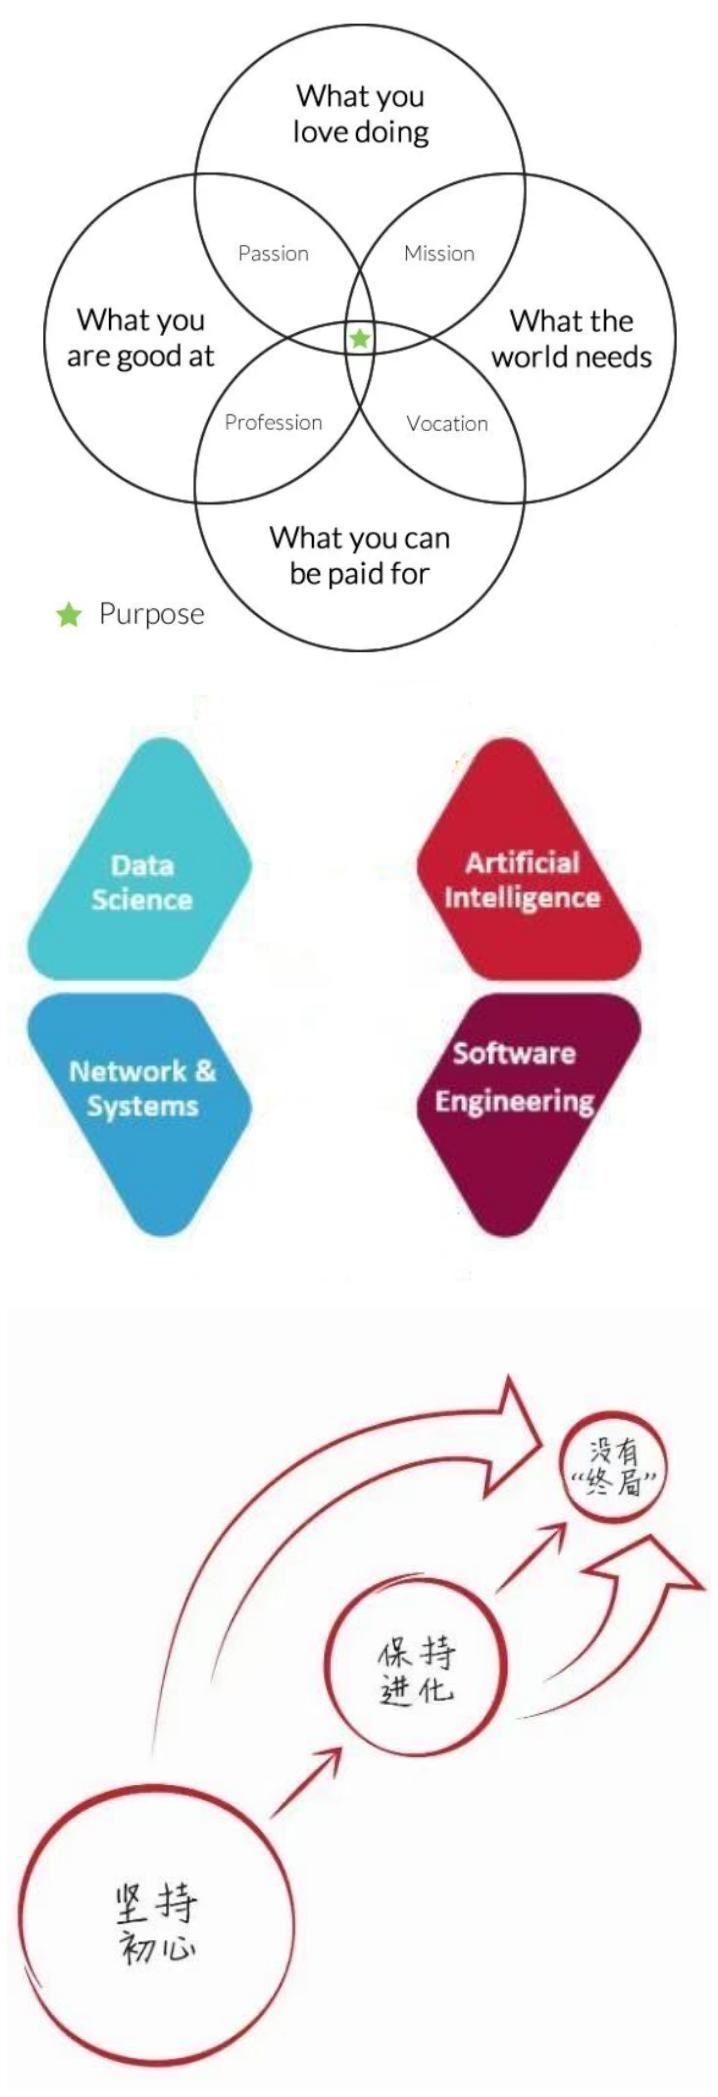 What you
love doing
Passion
Mission
What you
are good at
What the
world needs
Profession
Vocation
What you can
be paid for
Purpose
Data
Science
Artificial
Intelligence
Network &
Systems
Software
Engineering
没有
“终局”
保持
进化
坚持
初心